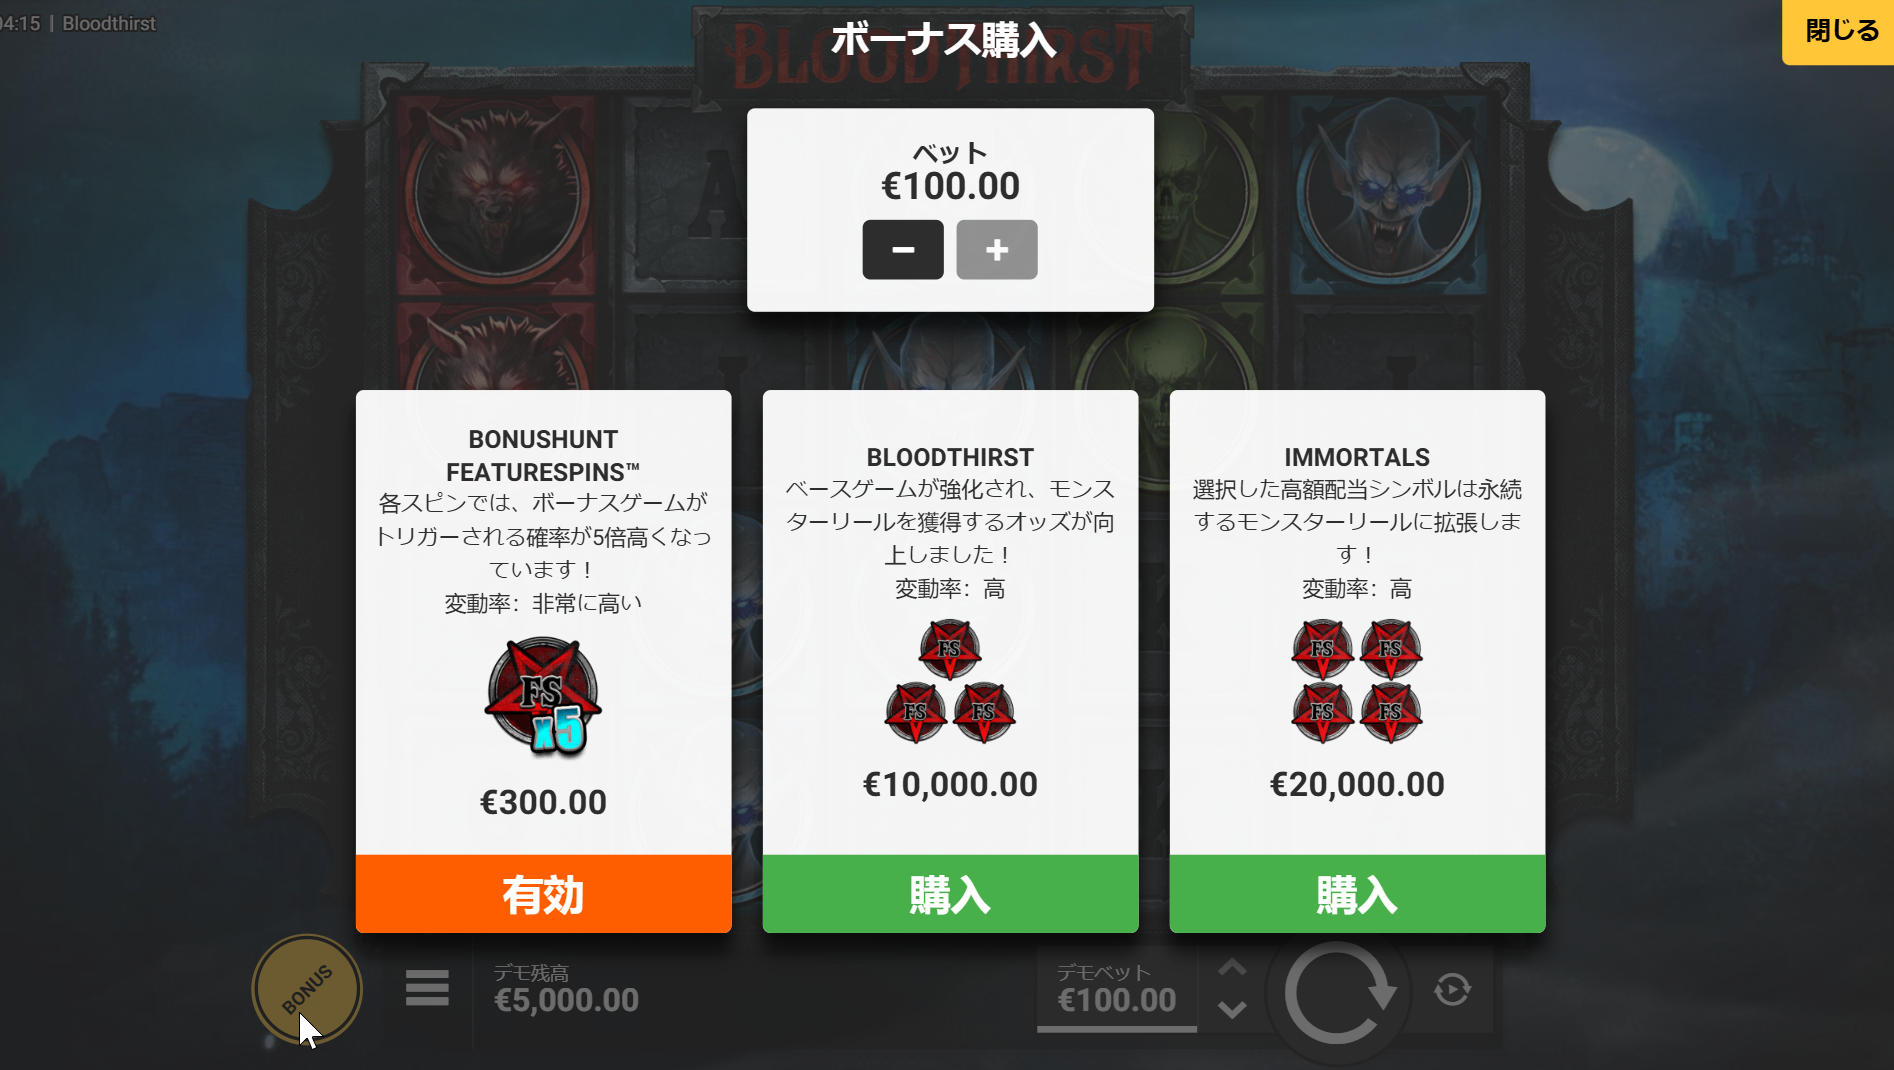 04:15 | Bloodthirst
BLOODTHIRST
ボーナス購入
閉じる
ベット
€100.00
BONUSHUNT
FEATURESPINS™
各スピンでは、ボーナスゲームが
トリガーされる確率が5倍高くなっ
ています！
変動率：非常に高い
FS
x5
€300.00
有効
BLOODTHIRST
ベースゲームが強化され、モンス
ターリールを獲得するオッズが向
上しました！
変動率：高
FS
FS FS
€10,000.00
購入
IMMORTALS
選択した高額配当シンボルは永続
するモンスターリールに拡張しま
す！
変動率：高
FS FS
FS FS
€20,000.00
購入
BONUS
デモ残高
€5,000.00
デモベット
€100.00